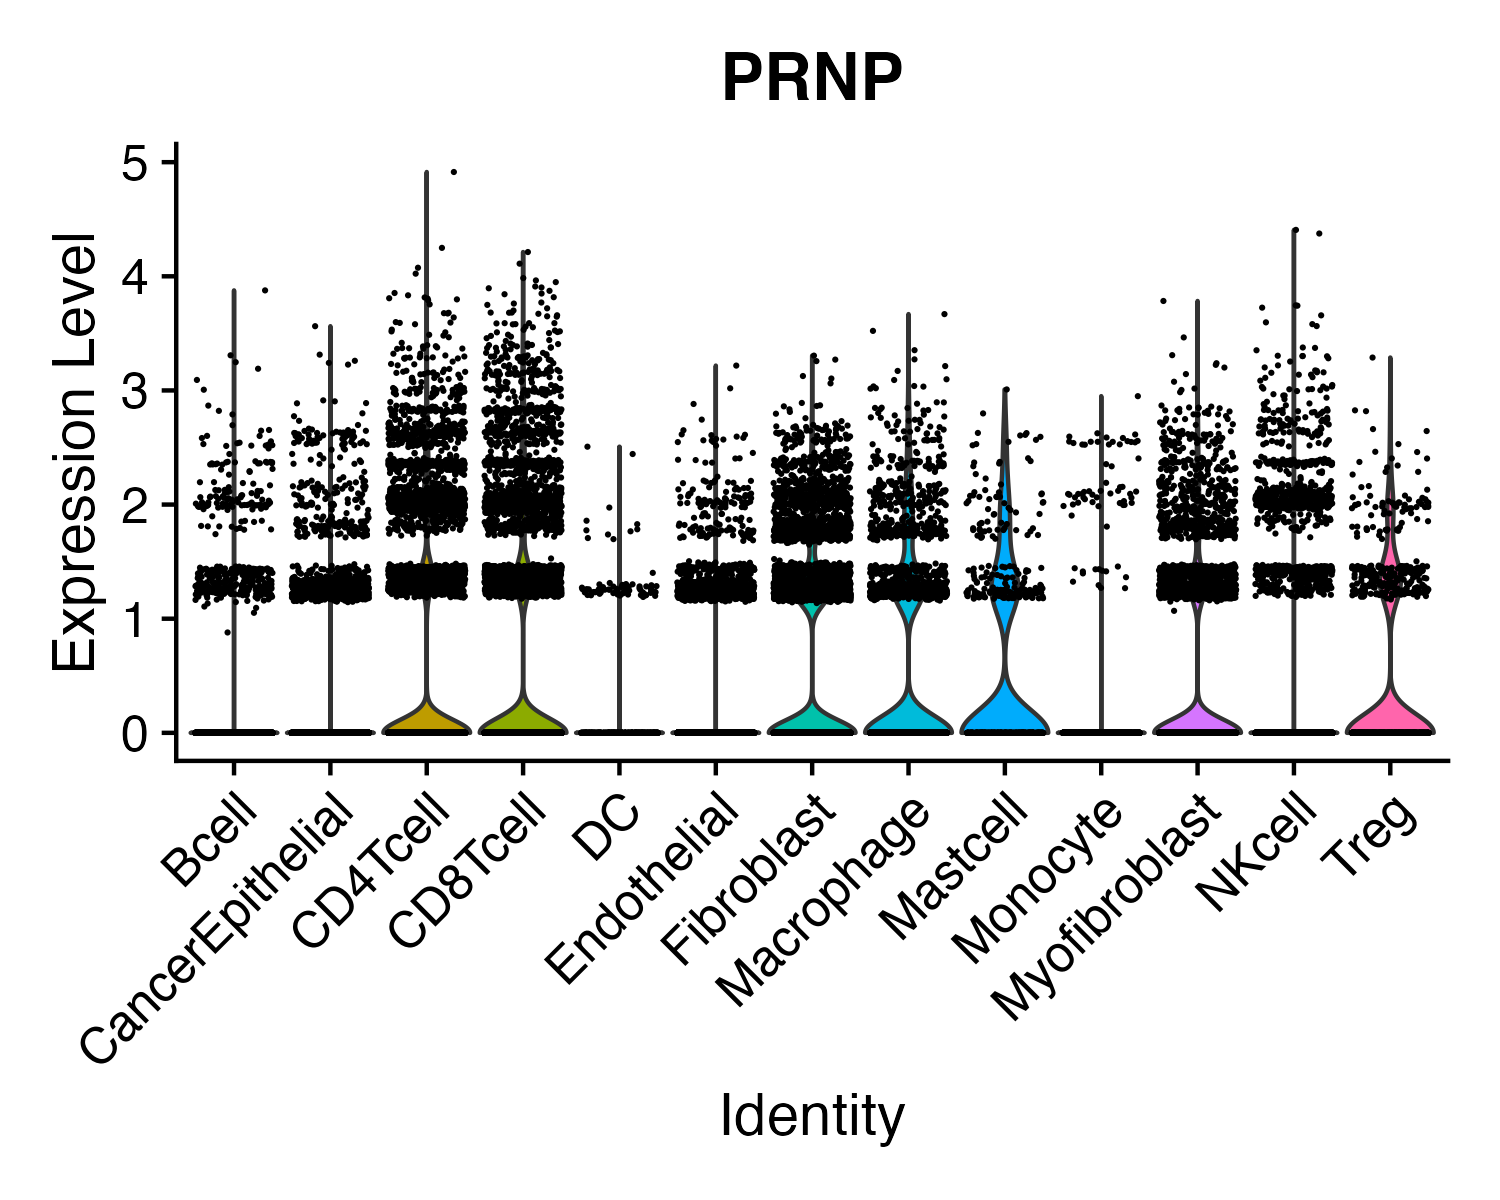 PRNP
Expression Level
5
4
3
2
1
0
Bcell
CancerEpithelial
CD4Tcell
CD8Tcell
DC
Endothelial
Fibroblast
Macrophage
Mastcell
Monocyte
Myofibroblast
NKcell
Treg
Identity